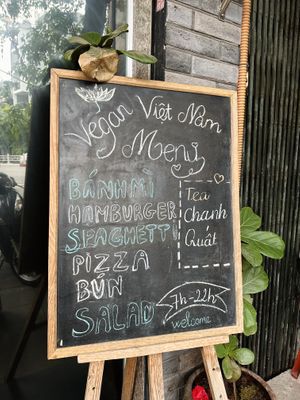 Vegan Việt Nam
Menu
BÁNH MÌ
HAMBURGER
SPAGHETTI
PIZZA
BÚN
SALAD
Tea
Chanh
Quất
7h-22h
welcome